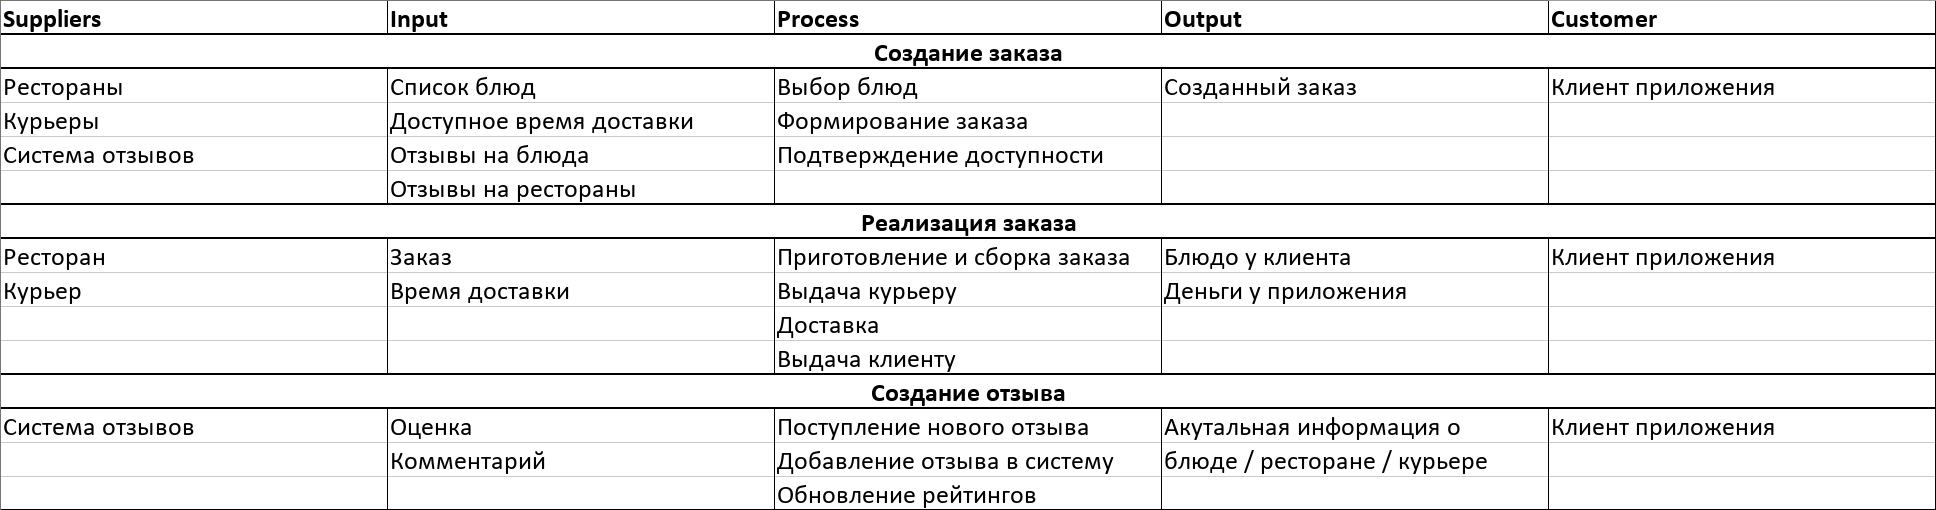 Suppliers Input Process Output Customer
Создание заказа
Рестораны Список блюд Выбор блюд Созданный заказ Клиент приложения
Курьеры Доступное время доставки Формирование заказа
Система отзывов Отзывы на блюда Подтверждение доступности
Отзывы на рестораны
Реализация заказа
Ресторан Заказ Приготовление и сборка заказа Блюдо у клиента Клиент приложения
Курьер Время доставки Выдача курьеру Деньги у приложения
Доставка
Выдача клиенту
Создание отзыва
Система отзывов Оценка Поступление нового отзыва Акутальная информация о Клиент приложения
Комментарий Добавление отзыва в систему блюде / ресторане / курьере
Обновление рейтингов